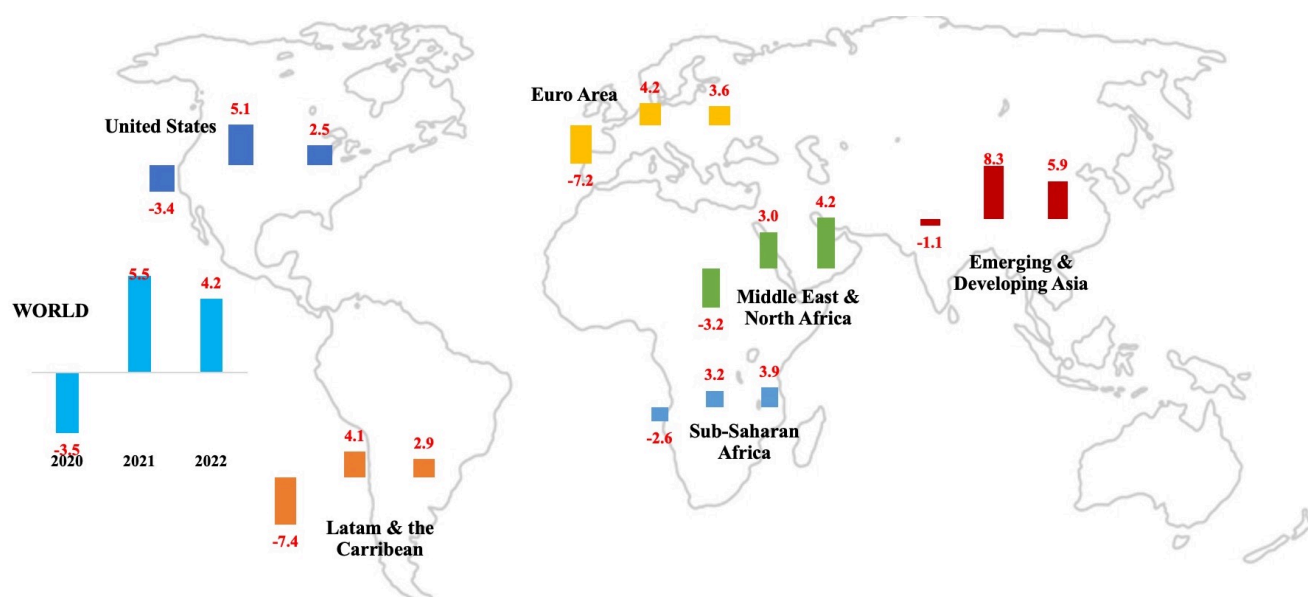 United States
-3.4
5.1
2.5
Euro Area
-7.2
4.2
3.6
-1.1
8.3
5.9
Emerging &
Developing Asia
-3.2
3.0
4.2
Middle East &
North Africa
WORLD
-3.5
5.5
4.2
2020
2021
2022
-2.6
3.2
3.9
Sub-Saharan
Africa
-7.4
4.1
2.9
Latam & the
Carribean